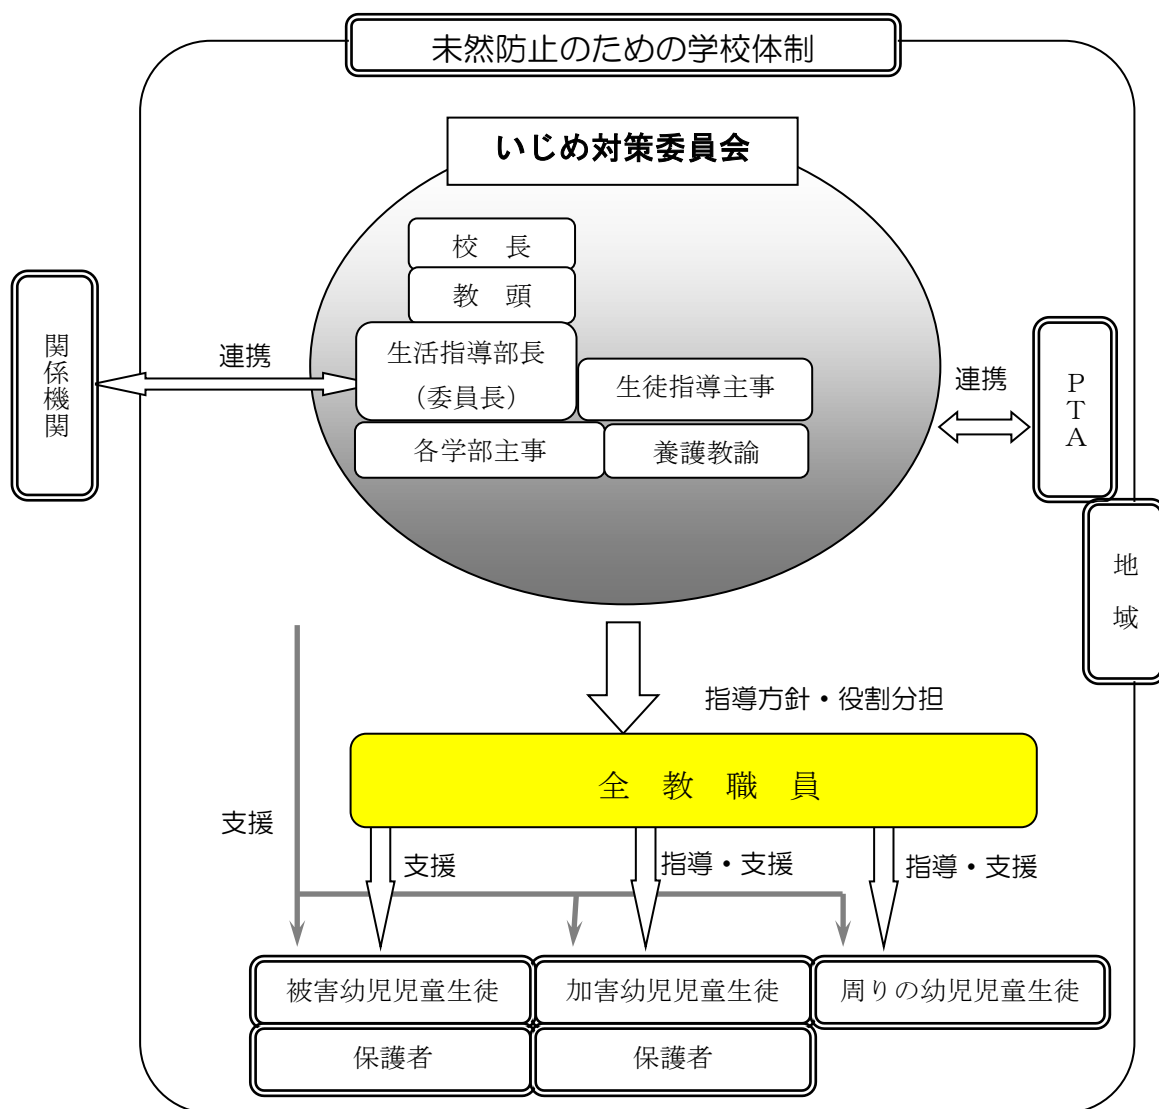 未然防止のための学校体制
いじめ対策委員会
校　長
教　頭
生活指導部長
（委員長）
生徒指導主事
各学部主事
養護教諭
関係機関
連携
連携
ＰＴＡ
地域
指導方針・役割分担
全　教　職　員
支援
支援
指導・支援
指導・支援
被害幼児児童生徒
加害幼児児童生徒
周りの幼児児童生徒
保護者
保護者